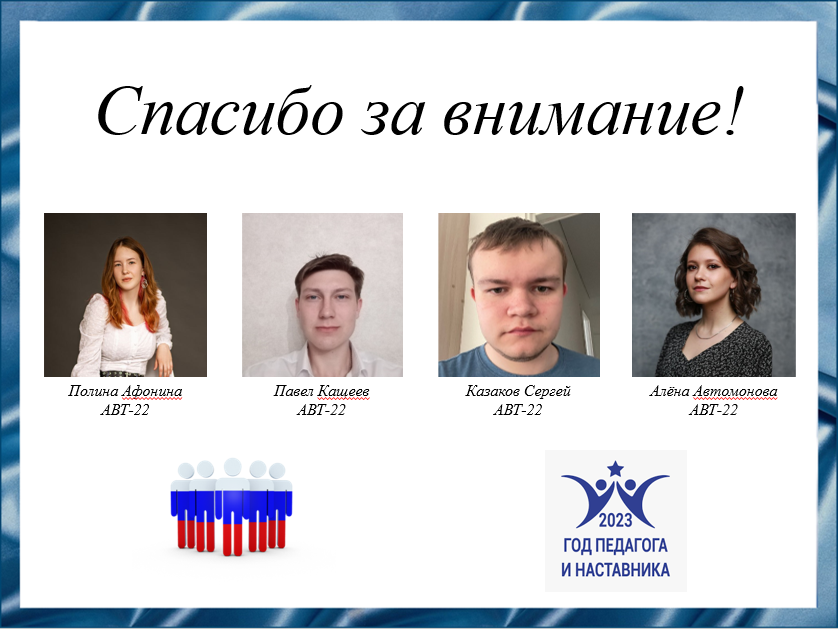 Спасибо за внимание!
Полина Афонина
АВТ-22
Павел Кащеев
АВТ-22
Казаков Сергей
АВТ-22
Алёна Автомонова
АВТ-22
2023
ГОД ПЕДАГОГА
И НАСТАВНИКА